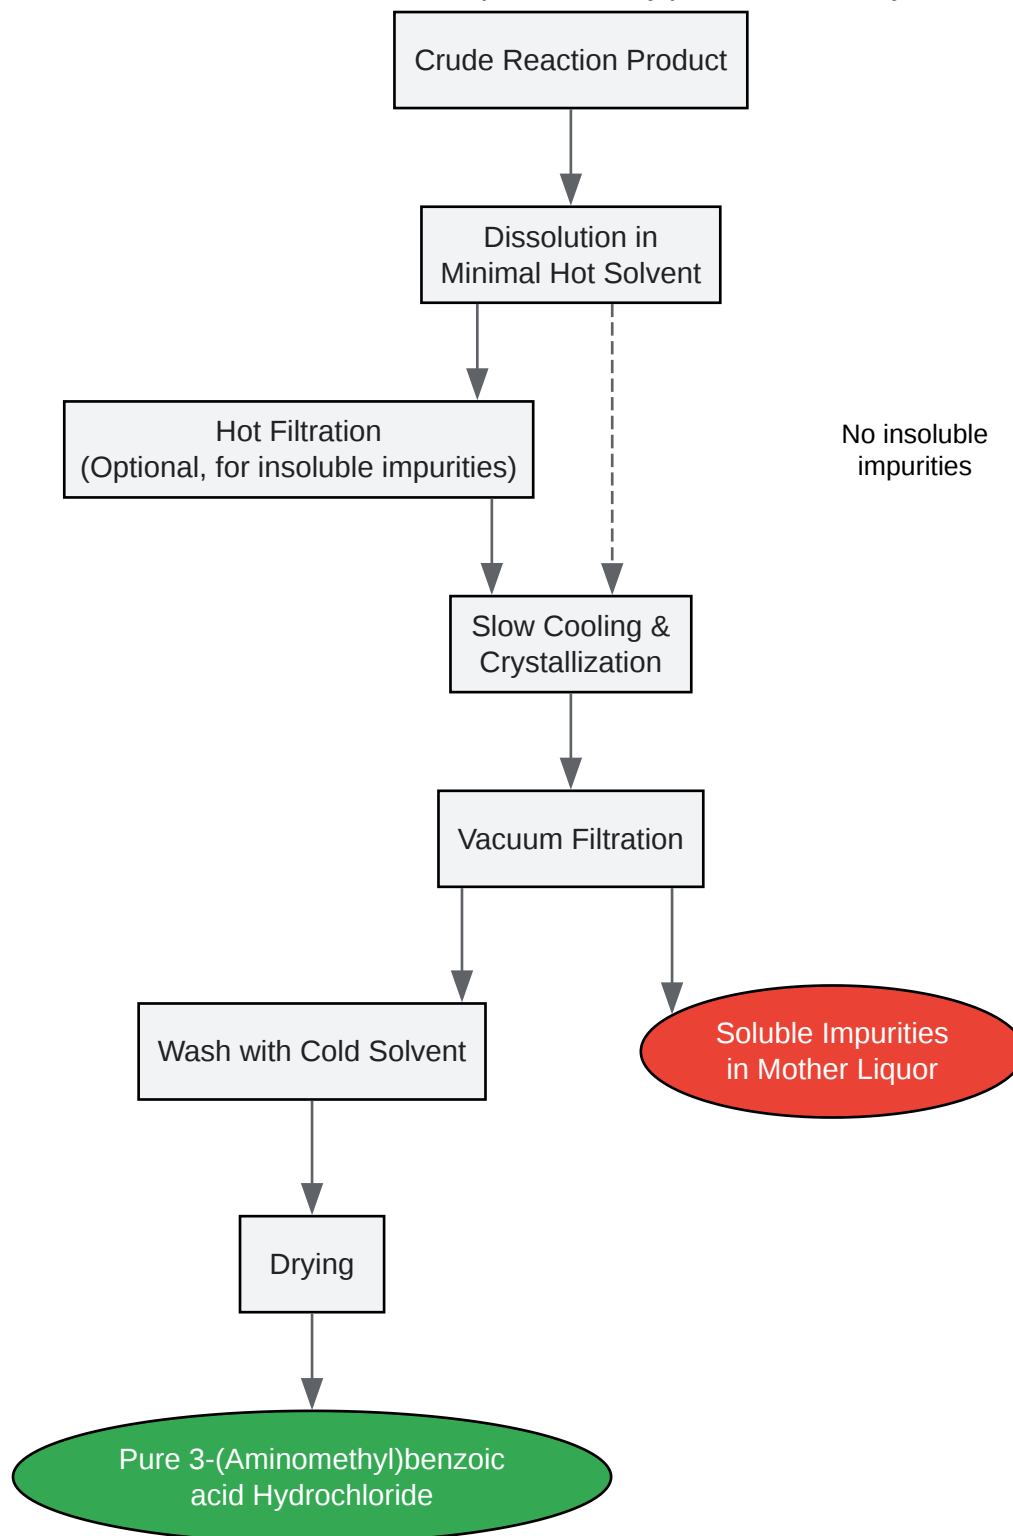 Crude Reaction Product
Dissolution in
Minimal Hot Solvent
Hot Filtration
(Optional, for insoluble impurities)
No insoluble
impurities
Slow Cooling &
Crystallization
Vacuum Filtration
Wash with Cold Solvent
Soluble Impurities
in Mother Liquor
Drying
Pure 3-(Aminomethyl)benzoic
acid Hydrochloride